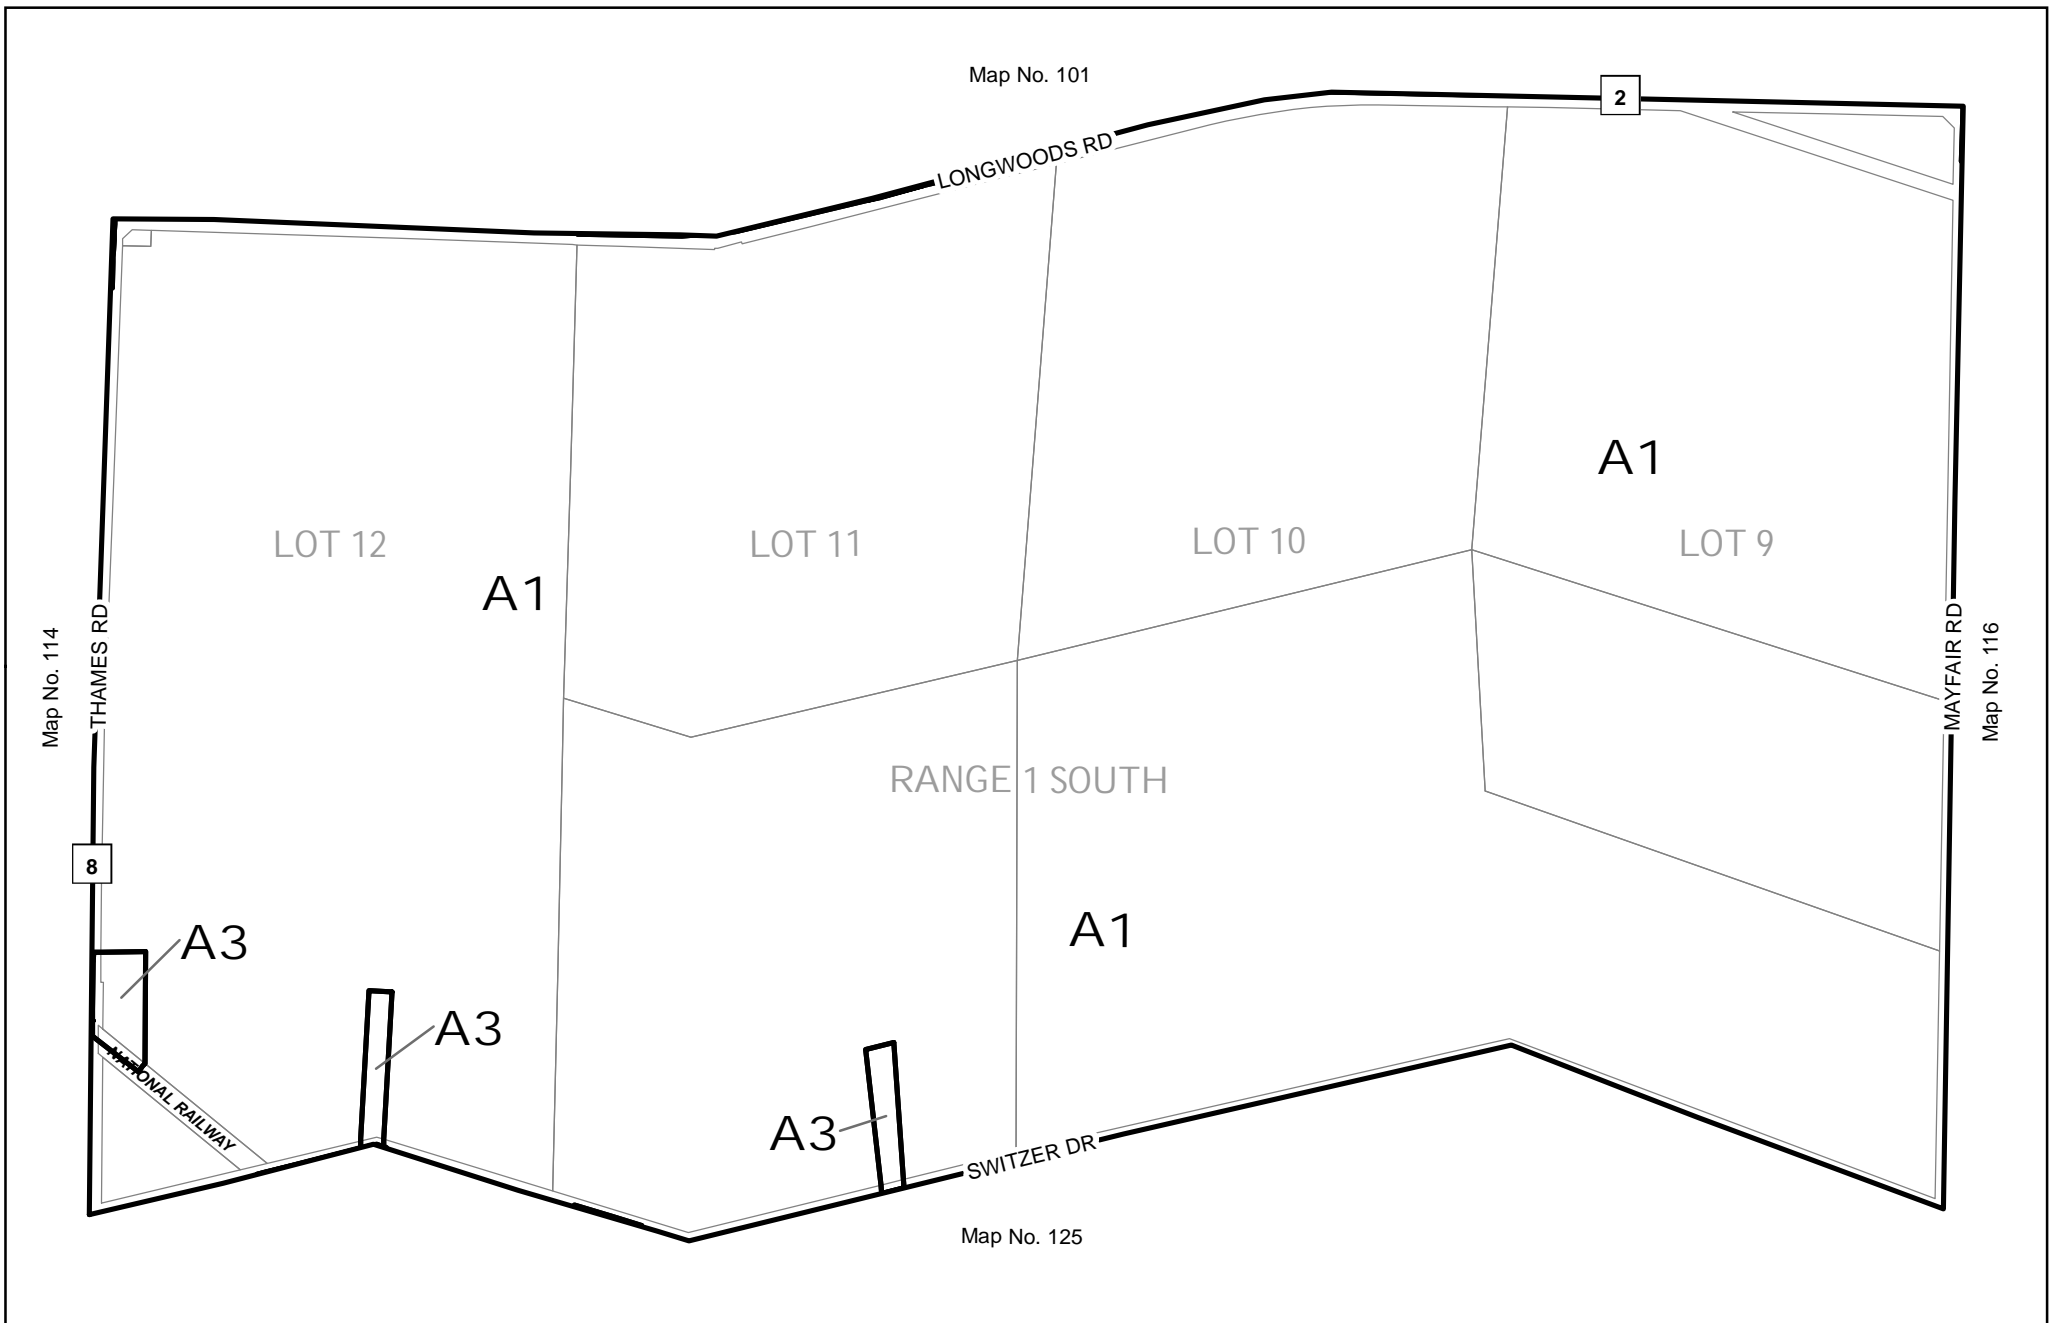 Map No. 101
2
LONGWOODS RD
A1
LOT 12
LOT 11
LOT 10
LOT 9
A1
THAMES RD
Map No. 114
MAYFAIR RD
Map No. 116
RANGE 1 SOUTH
8
A3
A1
A3
NATIONAL RAILWAY
A3
SWITZER DR
Map No. 125